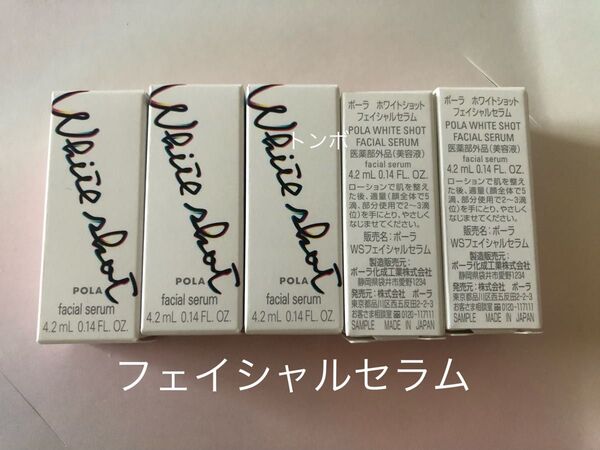 White shot
POLA
facial serum
4.2 mL 0.14 FL. OZ.
White shot
POLA
facial serum
4.2 mL 0.14 FL. OZ.
White shot
POLA
facial serum
4.2 mL 0.14 FL. OZ.
トンボ
ポーラ ホワイトショット
フェイシャルセラム
POLA WHITE SHOT
FACIAL SERUM
医薬部外品(美容液)
facial serum
4.2 mL 0.14 FL. OZ.
ローションで肌を整え
た後、適量(顔全体で5
滴、部分使用で2〜3滴
位)を手にとり、やさしく
なじませてください。
販売名:ポーラ
WSフェイシャルセラム
製造販売元:
ポーラ化成工業株式会社
静岡県袋井市愛野1234
発売元:株式会社 ポーラ
東京都品川区西五反田2-2-3
お客さま相談室 0120-117111
SAMPLE MADE IN JAPAN
ポーラ ホワイトショット
フェイシャルセラム
POLA WHITE SHOT
FACIAL SERUM
医薬部外品(美容液)
facial serum
4.2 mL 0.14 FL. OZ.
ローションで肌を整え
た後、適量(顔全体で5
滴、部分使用で2〜3滴
位)を手にとり、やさしく
なじませてください。
販売名:ポーラ
WSフェイシャルセラム
製造販売元:
ポーラ化成工業株式会社
静岡県袋井市愛野1234
発売元:株式会社 ポーラ
東京都品川区西五反田2-2-3
お客さま相談室 0120-117111
SAMPLE MADE IN JAPAN
フェイシャルセラム